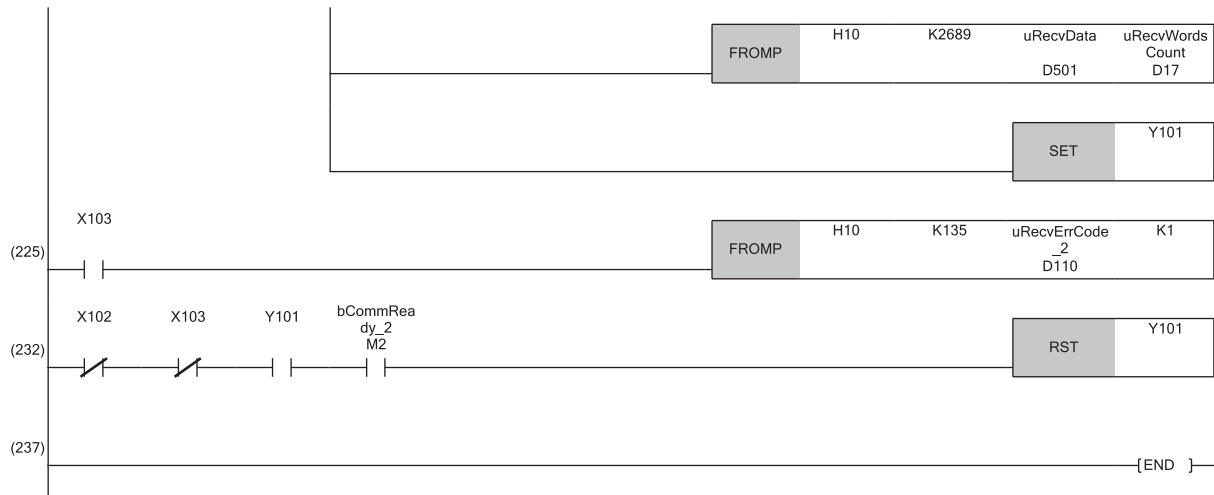 FROMP H10 K2689 uRecvData D501 uRecvWords Count D17
SET Y101
(225) X103 FROMP H10 K135 uRecvErrCode _2 D110 K1
(232) X102 X103 Y101 bCommRea dy_2 M2 RST Y101
(237) END